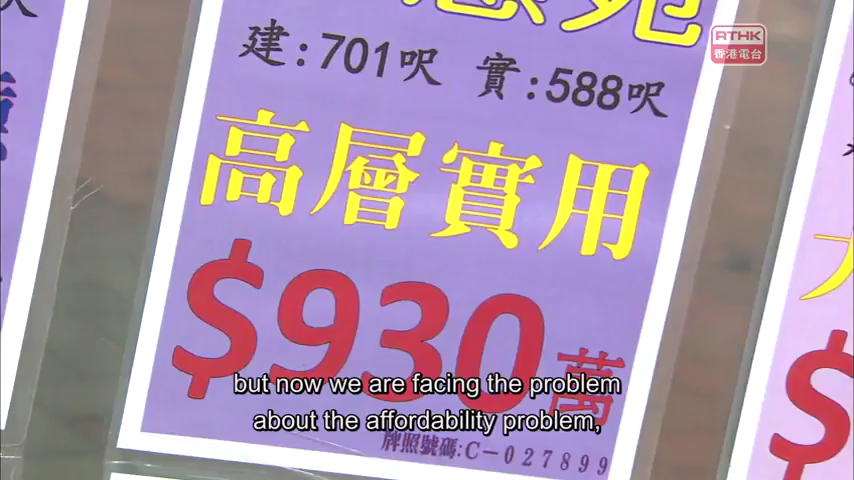 RTHK
香港電台
建:701呎 實:588呎
高層實用
$930萬
but now we are facing the problem
about the affordability problem,
牌照號碼:C-027899